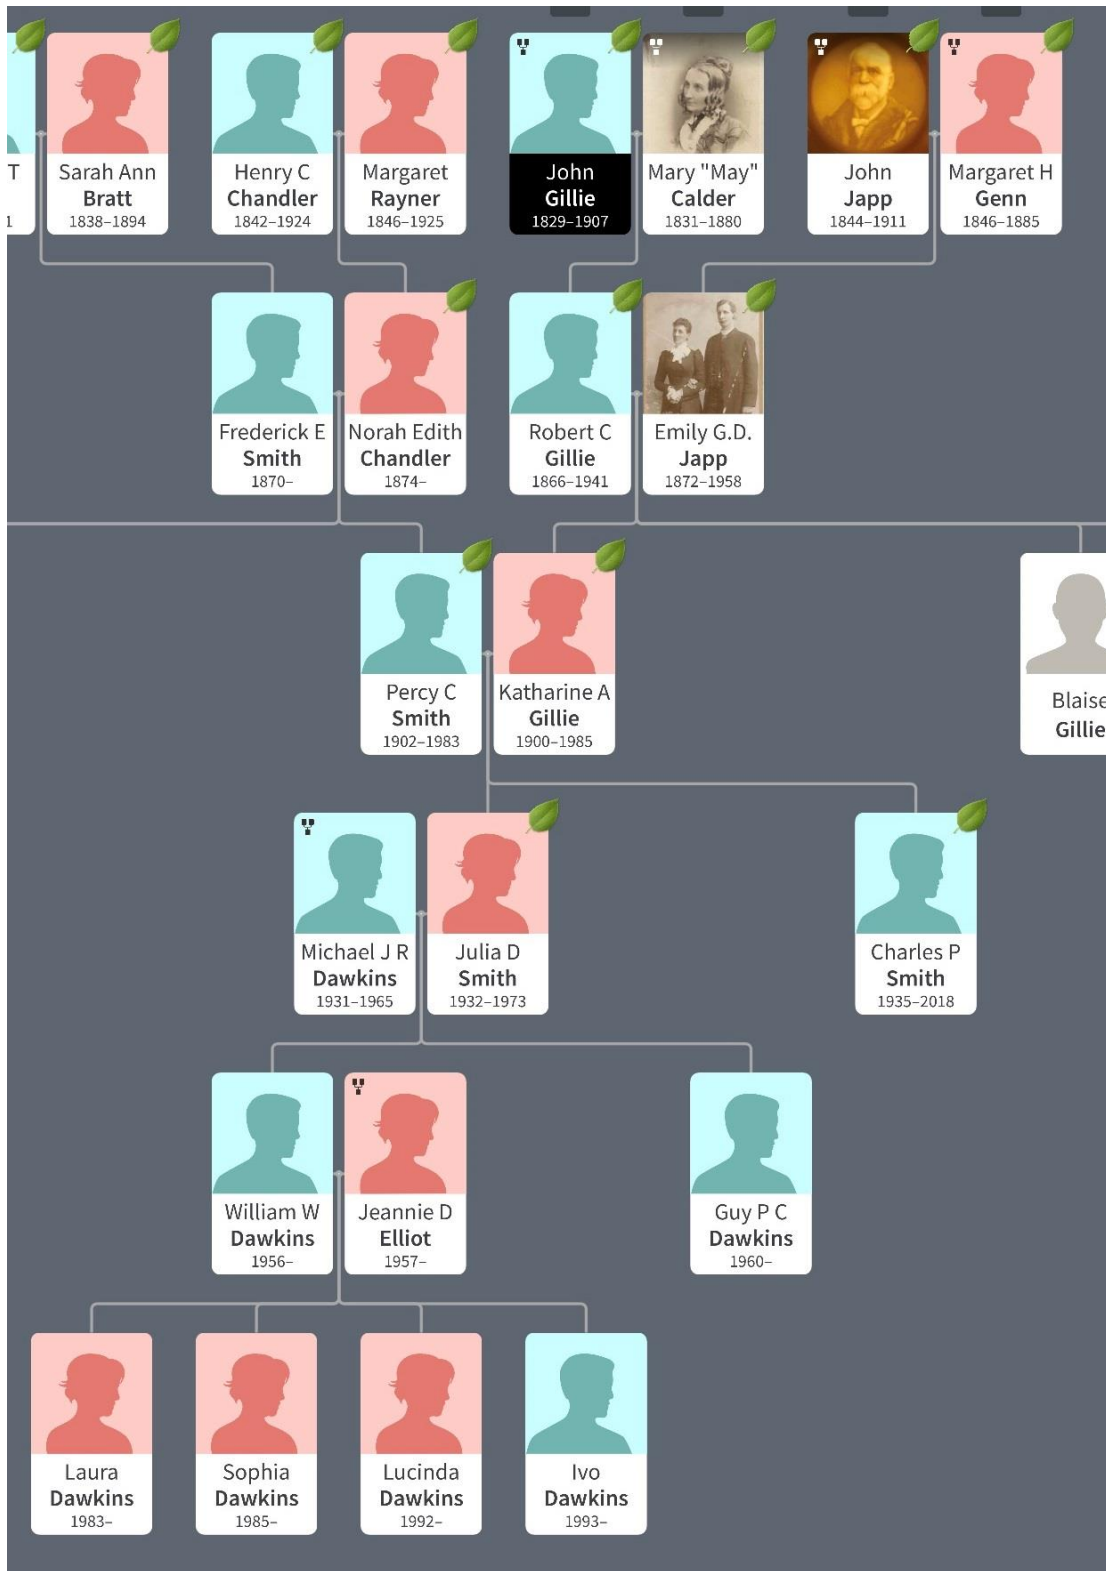 T
1
Sarah Ann
Bratt
1838–1894
Henry C
Chandler
1842–1924
Margaret
Rayner
1846–1925
John
Gillie
1829–1907
Mary "May"
Calder
1831–1880
John
Japp
1844–1911
Margaret H
Genn
1846–1885
Frederick E
Smith
1870–
Norah Edith
Chandler
1874–
Robert C
Gillie
1866–1941
Emily G.D.
Japp
1872–1958
Percy C
Smith
1902–1983
Katharine A
Gillie
1900–1985
Blaise
Gillie
Michael J R
Dawkins
1931–1965
Julia D
Smith
1932–1973
Charles P
Smith
1935–2018
William W
Dawkins
1956–
Jeannie D
Elliot
1957–
Guy P C
Dawkins
1960–
Laura
Dawkins
1983–
Sophia
Dawkins
1985–
Lucinda
Dawkins
1992–
Ivo
Dawkins
1993–